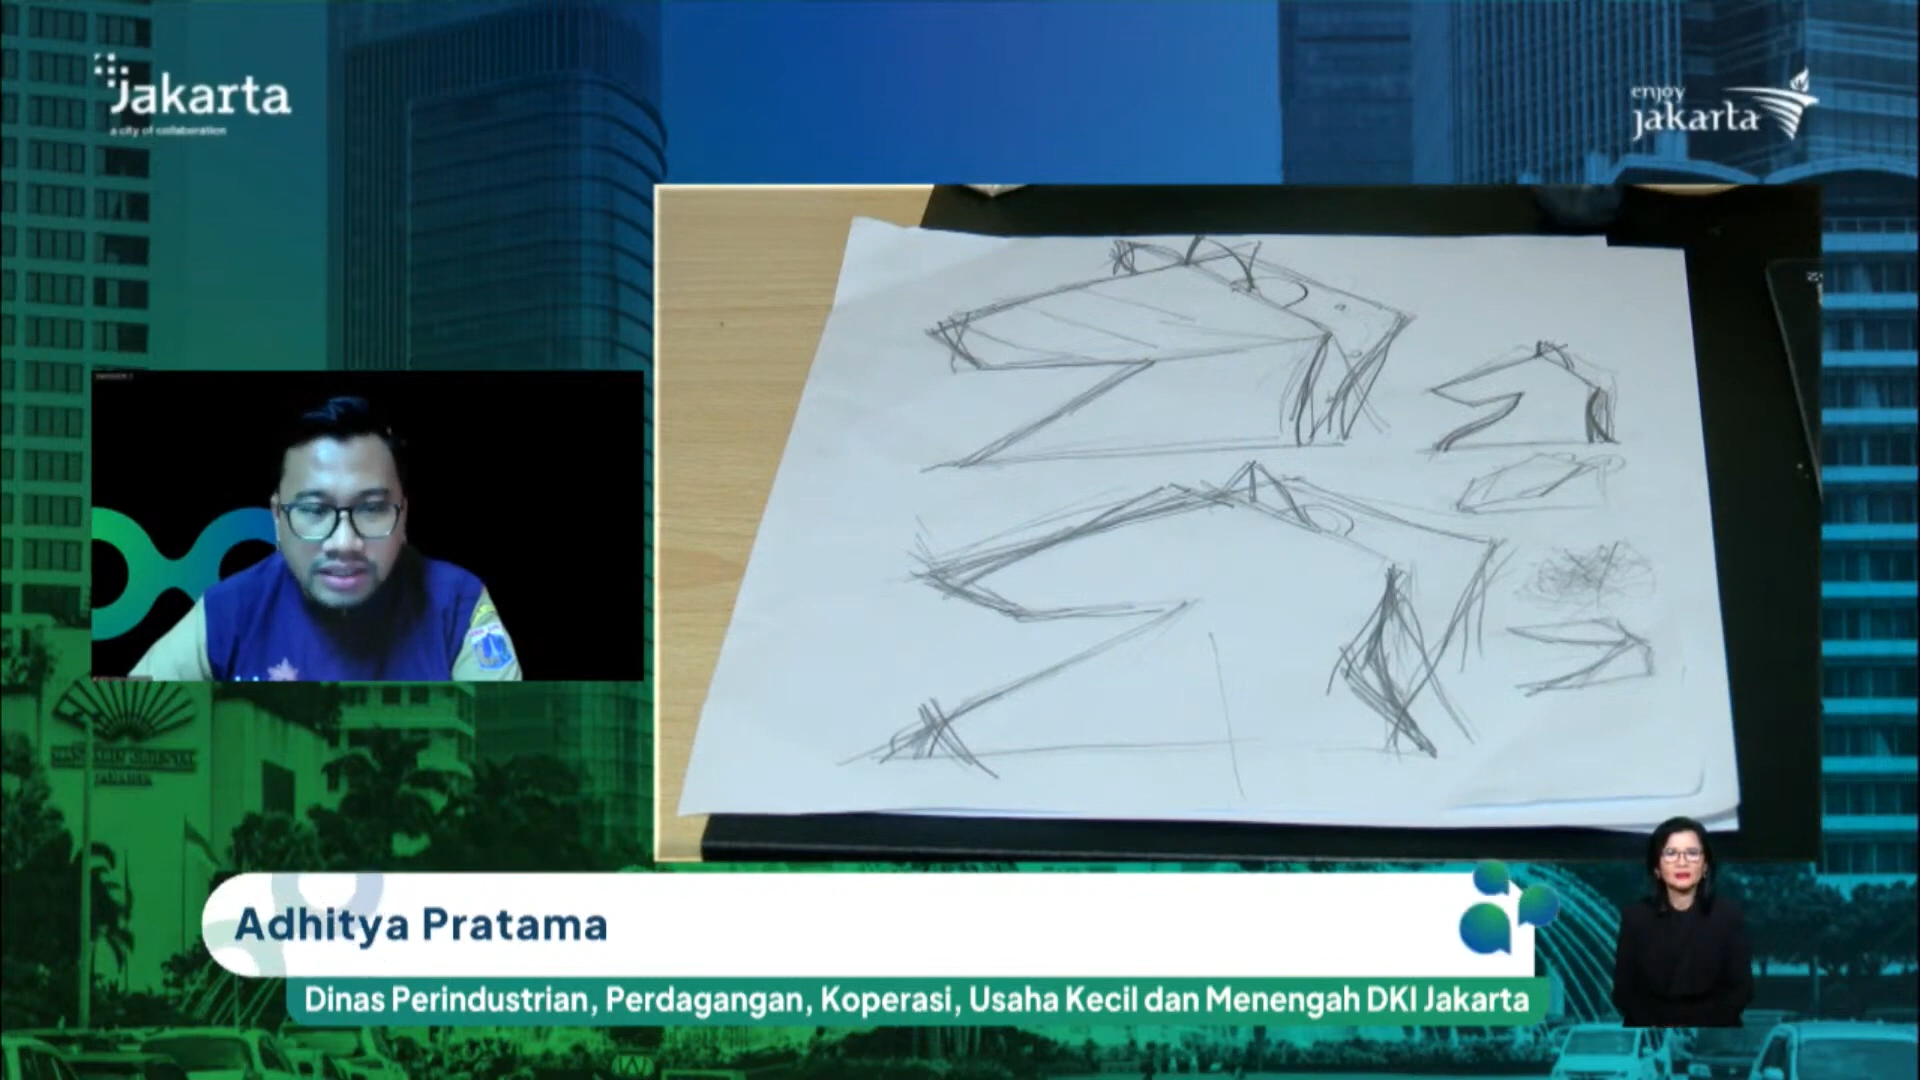 Jakarta
a city of collaboration
enjoy
jakarta
Adhitya Pratama
Dinas Perindustrian, Perdagangan, Koperasi, Usaha Kecil dan Menengah DKI Jakarta